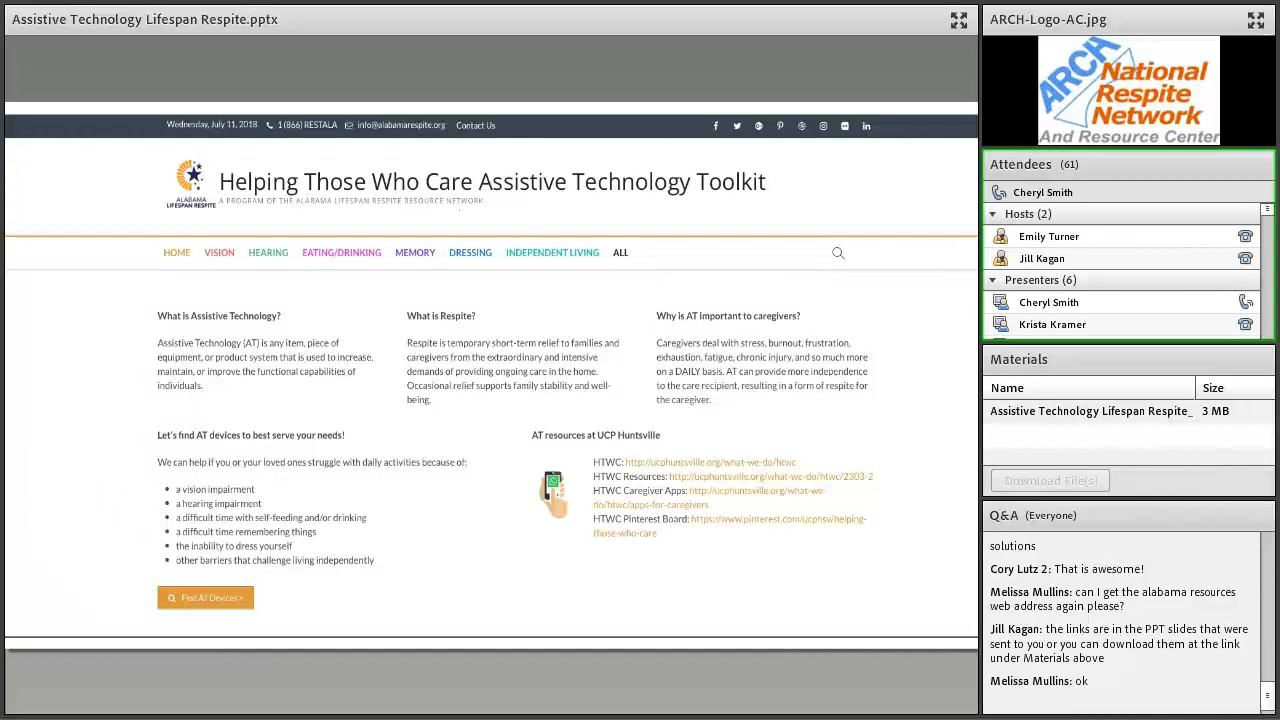 Assistive Technology Lifespan Respite.pptx
Wednesday, July 11, 2018 1 (866) RESTALA info@alabamarespite.org Contact Us
ALABAMA
LIFESPAN RESPITE
Helping Those Who Care Assistive Technology Toolkit
A PROGRAM OF THE ALABAMA LIFESPAN RESPITE RESOURCE NETWORK
HOME VISION HEARING EATING/DRINKING MEMORY DRESSING INDEPENDENT LIVING ALL
What is Assistive Technology?
Assistive Technology (AT) is any item, piece of
equipment, or product system that is used to increase,
maintain, or improve the functional capabilities of
individuals.
What is Respite?
Respite is temporary short-term relief to families and
caregivers from the extraordinary and intensive
demands of providing ongoing care in the home.
Occasional relief supports family stability and well-
being.
Why is AT important to caregivers?
Caregivers deal with stress, burnout, frustration,
exhaustion, fatigue, chronic injury, and so much more
on a DAILY basis. AT can provide more independence
to the care recipient, resulting in a form of respite for
the caregiver.
Let's find AT devices to best serve your needs!
We can help if you or your loved ones struggle with daily activities because of:
• a vision impairment
• a hearing impairment
• a difficult time with self-feeding and/or drinking
• a difficult time remembering things
• the inability to dress yourself
• other barriers that challenge living independently
Find AT Devices>
AT resources at UCP Huntsville
HTWC: http://ucphuntsville.org/what-we-do/htwc
HTWC Resources: http://ucphuntsville.org/what-we-do/htwc/2303-2
HTWC Caregiver Apps: http://ucphuntsville.org/what-we-
do/htwc/apps-for-caregivers
HTWC Pinterest Board: https://www.pinterest.com/ucphsv/helping-
those-who-care
ARCH-Logo-AC.jpg
ARCH
National
Respite
Network
And Resource Center
Attendees (61)
Cheryl Smith
Hosts (2)
Emily Turner
Jill Kagan
Presenters (6)
Cheryl Smith
Krista Kramer
Materials
Name Size
Assistive Technology Lifespan Respite_ 3 MB
Download File(s)
Q&A (Everyone)
solutions
Cory Lutz 2: That is awesome!
Melissa Mullins: can I get the alabama resources
web address again please?
Jill Kagan: the links are in the PPT slides that were
sent to you or you can download them at the link
under Materials above
Melissa Mullins: ok